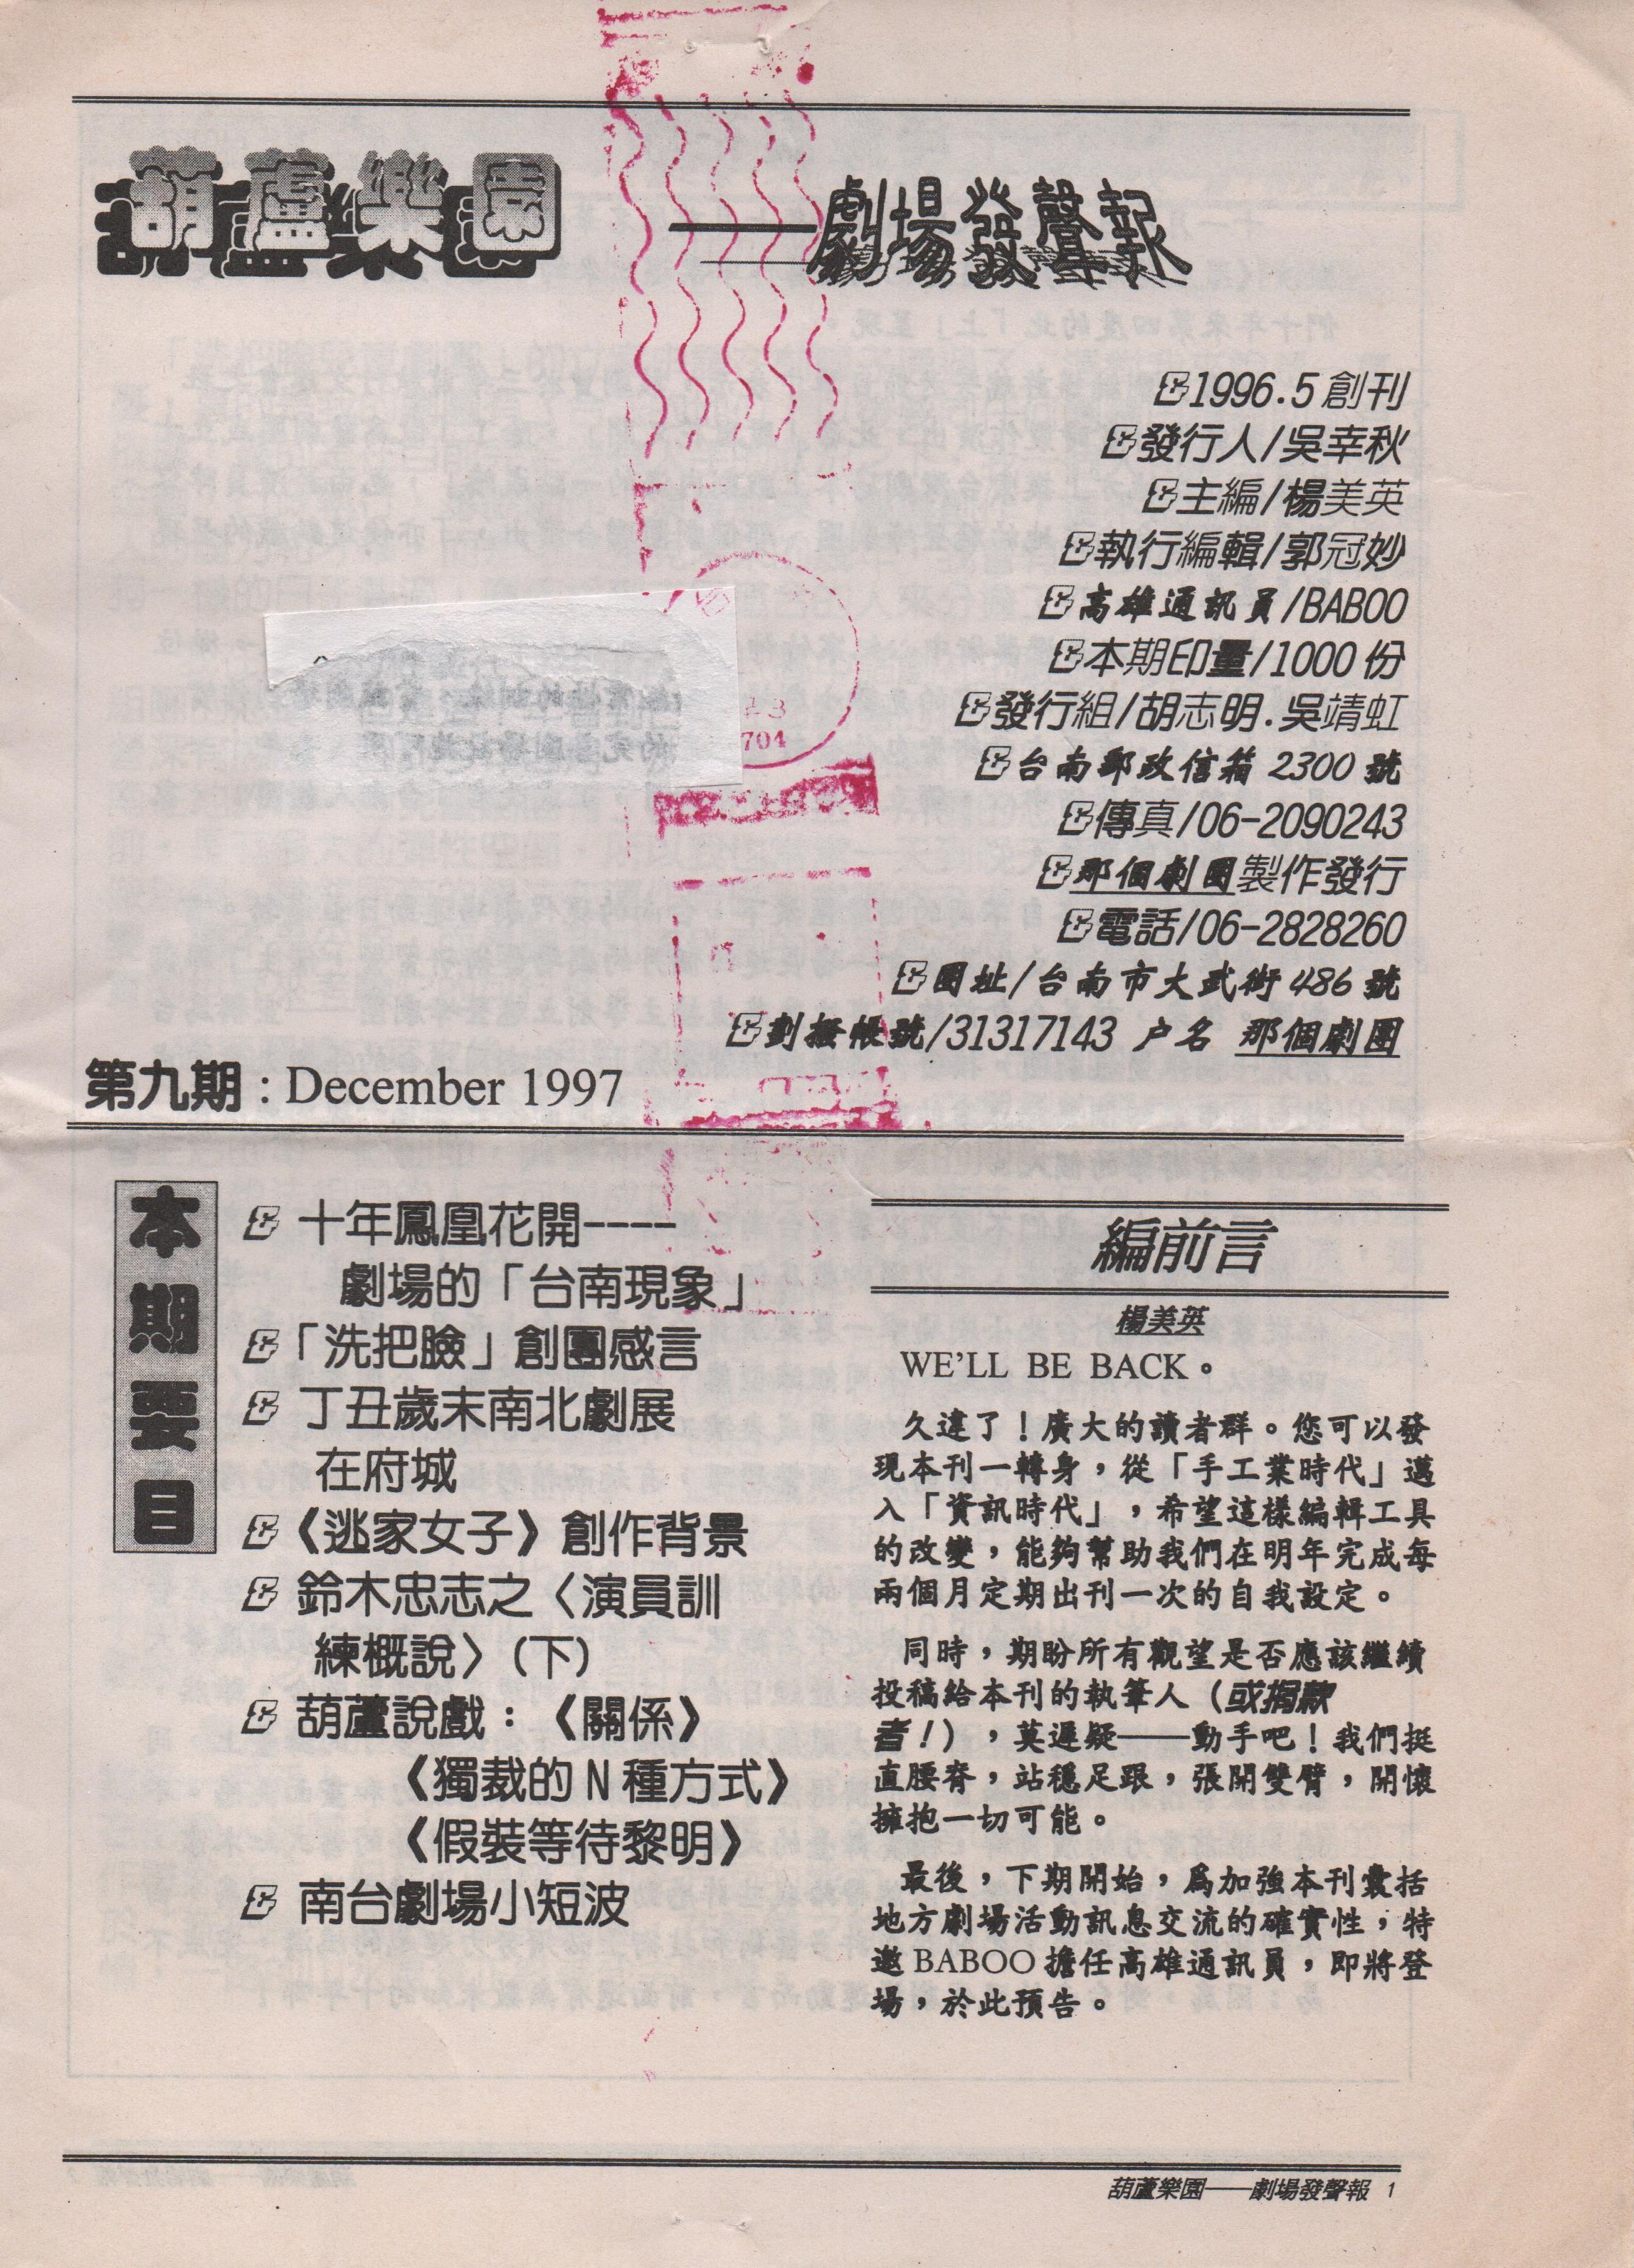 葫蘆樂園
——劇場發聲報
1996.5 創刊
發行人/吳幸秋
主編/楊美英
執行編輯/郭冠妙
高雄通訊員/BABOO
本期印量/1000 份
發行組/胡志明.吳靖虹
台南郵政信箱 2300 號
傳真/06-2090243
那個劇團製作發行
電話/06-2828260
團址/台南市大武街 486 號
劃撥帳號/31317143 戶名 那個劇團
704
第九期 : December 1997
本期要目
十年鳳凰花開----
劇場的「台南現象」
「洗把臉」創團感言
丁丑歲末南北劇展
在府城
《逃家女子》創作背景
鈴木忠志之〈演員訓
練概說〉(下)
葫蘆說戲：《關係》
《獨裁的 N 種方式》
《假裝等待黎明》
南台劇場小短波
編前言
楊美英
WE'LL BE BACK。
久違了！廣大的讀者群。您可以發
現本刊一轉身，從「手工業時代」邁
入「資訊時代」，希望這樣編輯工具
的改變，能夠幫助我們在明年完成每
兩個月定期出刊一次的自我設定。
同時，期盼所有觀望是否應該繼續
投稿給本刊的執筆人（或捐款
者！），莫遲疑——動手吧！我們挺
直腰脊，站穩足跟，張開雙臂，開懷
擁抱一切可能。
最後，下期開始，爲加強本刊囊括
地方劇場活動訊息交流的確實性，特
邀 BABOO 擔任高雄通訊員，即將登
場，於此預告。
葫蘆樂園——劇場發聲報 1